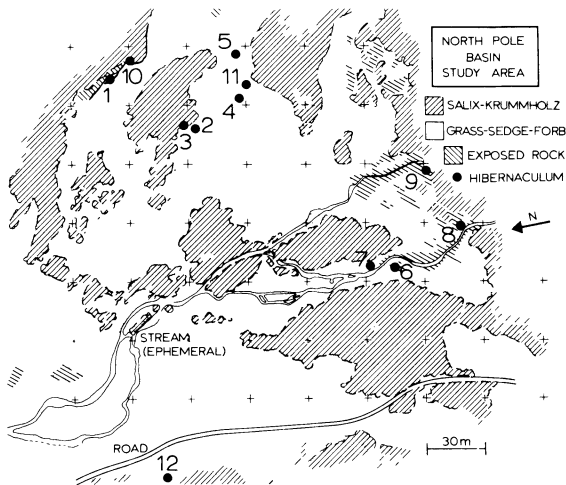 NORTH POLE
BASIN
STUDY AREA
SALIX-KRUMMHOLZ
GRASS-SEDGE-FORB
EXPOSED ROCK
HIBERNACULUM
5
10
11
1
4
3 2
9
N
8
7
6
STREAM
(EPHEMERAL)
ROAD
30m
12